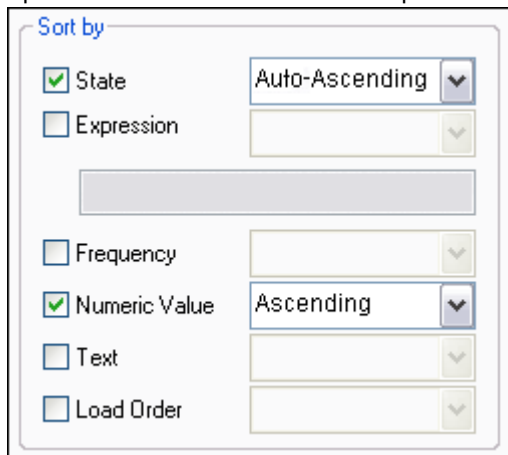 Sort by
State Auto-Ascending
Expression
Frequency
Numeric Value Ascending
Text
Load Order